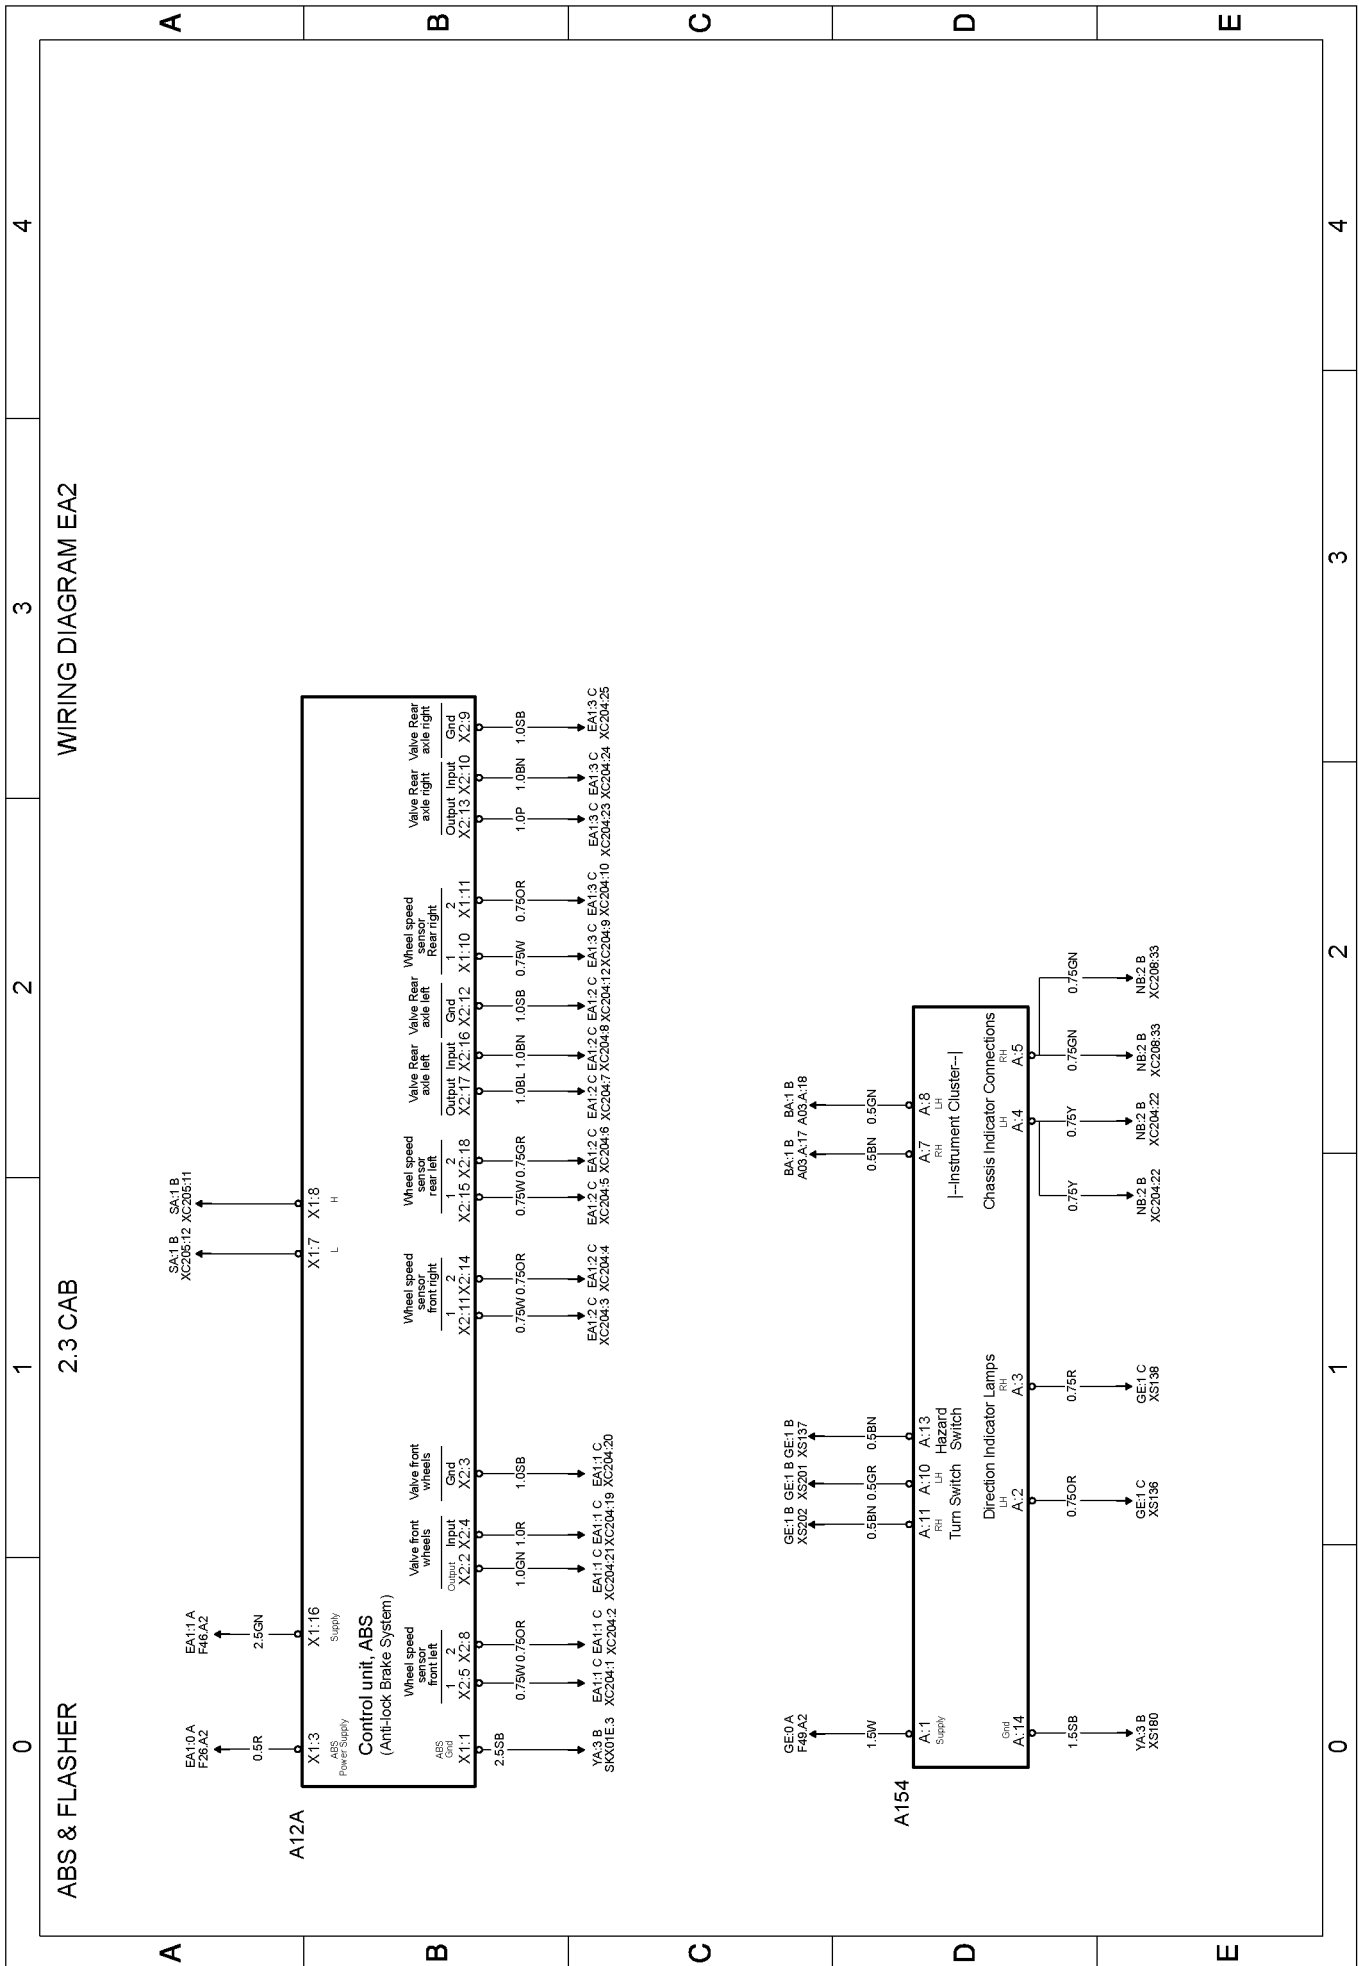 0
1
2
3
4
A
B
C
D
E
ABS & FLASHER
2.3 CAB
WIRING DIAGRAM EA2
EA1:0 A
F26.A2
EA1:1 A
F46.A2
SA:1 B
XC205:12
SA:1 B
XC205:11
0.5R
2.5GN
A12A
X1:3
ABS
Power Supply
X1:16
Supply
X1:7
L
X1:8
H
Control unit, ABS
(Anti-lock Brake System)
ABS
Gnd
X1:1
Wheel speed
sensor
front left
1
2
X2:5
X2:8
Valve front
wheels
Output
Input
X2:2
X2:4
Valve front
wheels
Gnd
X2:3
Wheel speed
sensor
front right
1
2
X2:11
X2:14
Wheel speed
sensor
rear left
1
2
X2:15
X2:18
Valve Rear
axle left
Output
Input
X2:17
X2:16
Valve Rear
axle left
Gnd
X2:12
Wheel speed
sensor
Rear right
1
2
X1:10
X1:11
Valve Rear
axle right
Output
Input
X2:13
X2:10
Valve Rear
axle right
Gnd
X2:9
2.5SB
0.75W
0.75OR
1.0GN
1.0R
1.0SB
0.75W
0.75OR
0.75W
0.75GR
1.0BL
1.0BN
1.0SB
0.75W
0.75OR
1.0P
1.0BN
1.0SB
YA:3 B
SKX01E.3
EA1:1 C
XC204:1
EA1:1 C
XC204:2
EA1:1 C
XC204:21
EA1:1 C
XC204:19
EA1:1 C
XC204:20
EA1:2 C
XC204:3
EA1:2 C
XC204:4
EA1:2 C
XC204:5
EA1:2 C
XC204:6
EA1:2 C
XC204:7
EA1:2 C
XC204:8
EA1:2 C
XC204:12
EA1:3 C
XC204:9
EA1:3 C
XC204:10
EA1:3 C
XC204:23
EA1:3 C
XC204:24
EA1:3 C
XC204:25
GE:0 A
F49.A2
GE:1 B
XS202
GE:1 B
XS201
GE:1 B
XS137
BA:1 B
A03.A:17
BA:1 B
A03.A:18
1.5W
0.5BN
0.5GR
0.5BN
0.5BN
0.5GN
A154
A:1
Supply
A:11
RH
A:10
LH
Turn Switch
A:13
Hazard
Switch
A:7
RH
A:8
LH
|--Instrument Cluster--|
Gnd
A:14
Direction Indicator Lamps
LH
A:2
RH
A:3
Chassis Indicator Connections
LH
A:4
RH
A:5
1.5SB
0.75OR
0.75R
0.75Y
0.75Y
0.75GN
0.75GN
YA:3 B
XS180
GE:1 C
XS136
GE:1 C
XS138
NB:2 B
XC204:22
NB:2 B
XC204:22
NB:2 B
XC208:33
NB:2 B
XC208:33
A
B
C
D
E
0
1
2
3
4